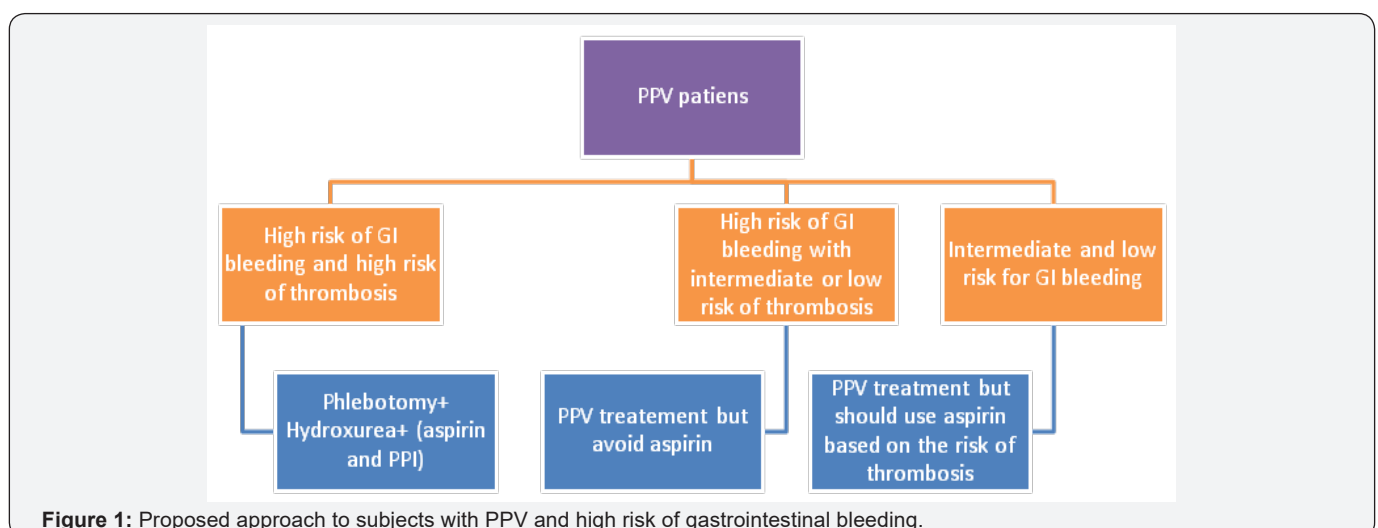 PPV patiens
High risk of GI
bleeding and high risk
of thrombosis
High risk of GI
bleeding with
intermediate or low
risk of thrombosis
Intermediate and low
risk for GI bleeding
Phlebotomy+
Hydroxurea+ (aspirin
and PPI)
PPV treatement but
avoid aspirin
PPV treatment but
should use aspirin
based on the risk of
thrombosis
Figure 1: Proposed approach to subjects with PPV and high risk of gastrointestinal bleeding.